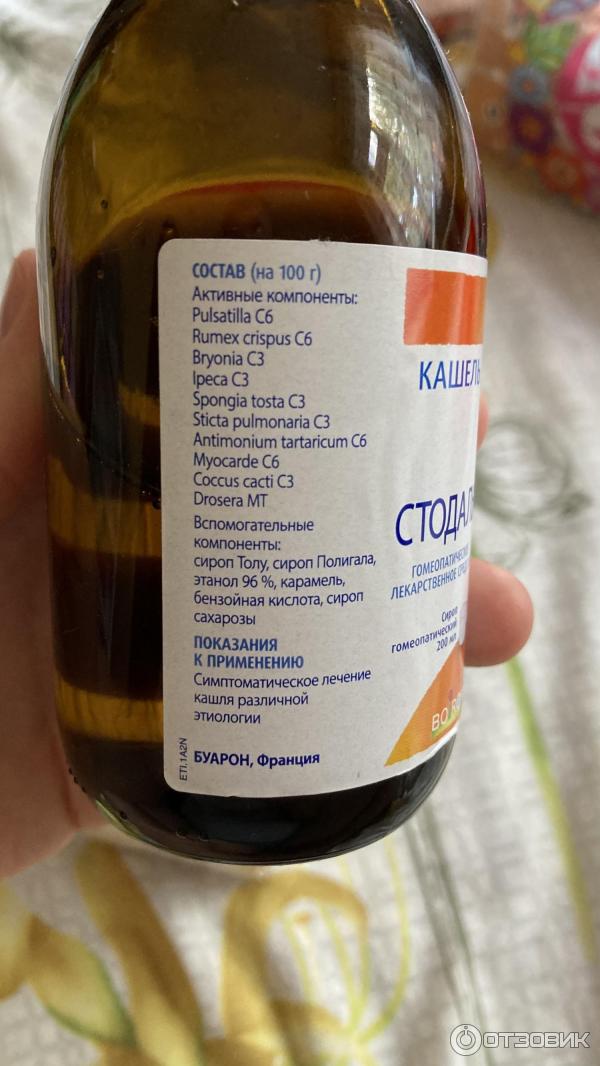 СОСТАВ (на 100 г)
Активные компоненты:
Pulsatilla C6
Rumex crispus C6
Bryonia C3
Ipeca C3
Spongia tosta C3
Sticta pulmonaria C3
Antimonium tartaricum C6
Myocarde C6
Coccus cacti C3
Drosera MT
Вспомогательные
компоненты:
сироп Толу, сироп Полигала,
этанол 96 %, карамель,
бензойная кислота, сироп
сахарозы
ПОКАЗАНИЯ
К ПРИМЕНЕНИЮ
Симптоматическое лечение
кашля различной
этиологии
БУАРОН, Франция
ETI.1A2N
КАШЕЛЬ
СТОДАЛЬ
ГОМЕОПАТИЧЕСКОЕ
ЛЕКАРСТВЕННОЕ
Сироп
гомеопатический
200 мл
ОТЗОВИК